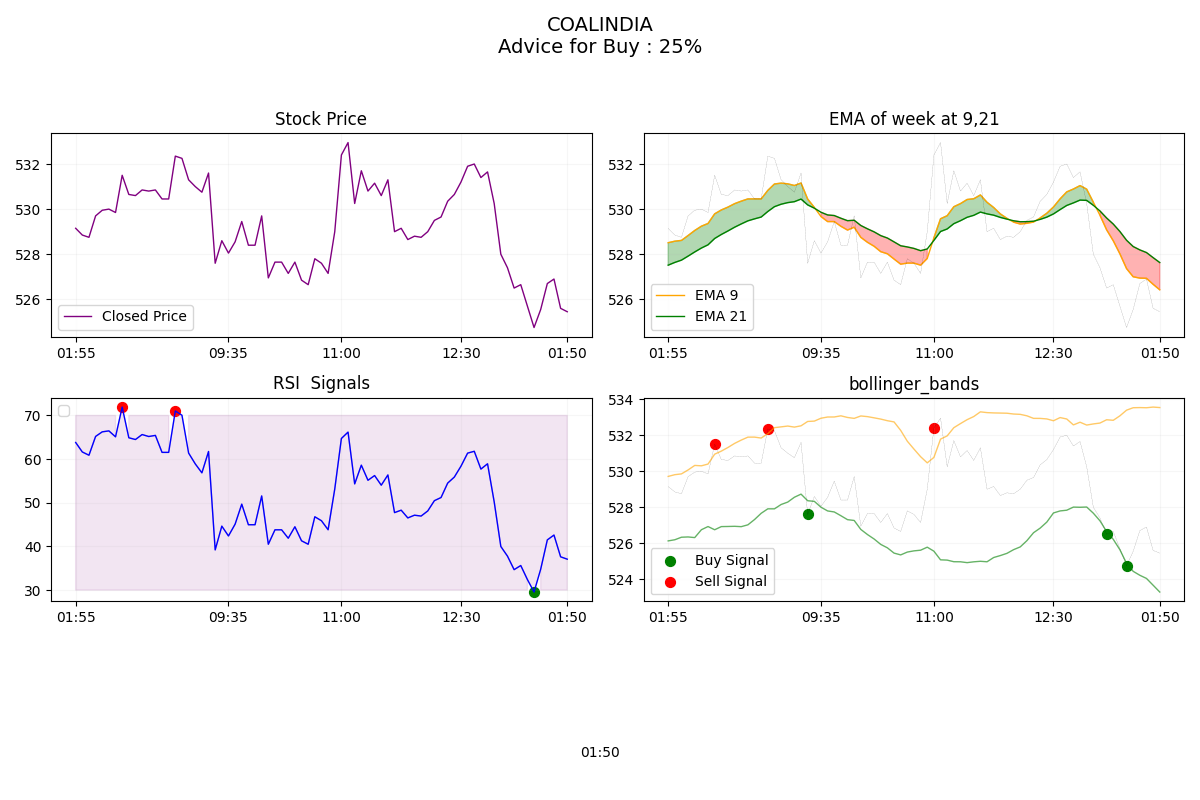 COALINDIA
Advice for Buy : 25%
Stock Price
532
530
528
526
Closed Price
01:55 09:35 11:00 12:30 01:50
EMA of week at 9,21
532
530
528
526
EMA 9
EMA 21
01:55 09:35 11:00 12:30 01:50
RSI  Signals
70
60
50
40
30
01:55 09:35 11:00 12:30 01:50
bollinger_bands
534
532
530
528
526
524
Buy Signal
Sell Signal
01:55 09:35 11:00 12:30 01:50
01:50